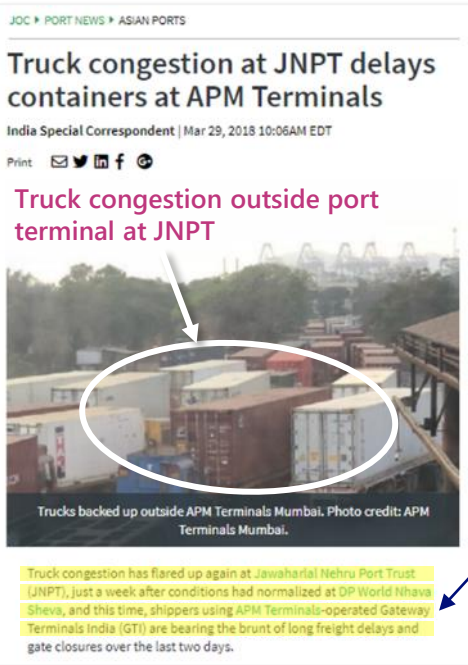 JOC ▸ PORT NEWS ▸ ASIAN PORTS
Truck congestion at JNPT delays
containers at APM Terminals
India Special Correspondent | Mar 29, 2018 10:06AM EDT
Print
Truck congestion outside port
terminal at JNPT
Trucks backed up outside APM Terminals Mumbai. Photo credit: APM
Terminals Mumbai.
Truck congestion has flared up again at Jawaharlal Nehru Port Trust
(JNPT), just a week after conditions had normalized at DP World Nhava
Sheva, and this time, shippers using APM Terminals-operated Gateway
Terminals India (GTI) are bearing the brunt of long freight delays and
gate closures over the last two days.